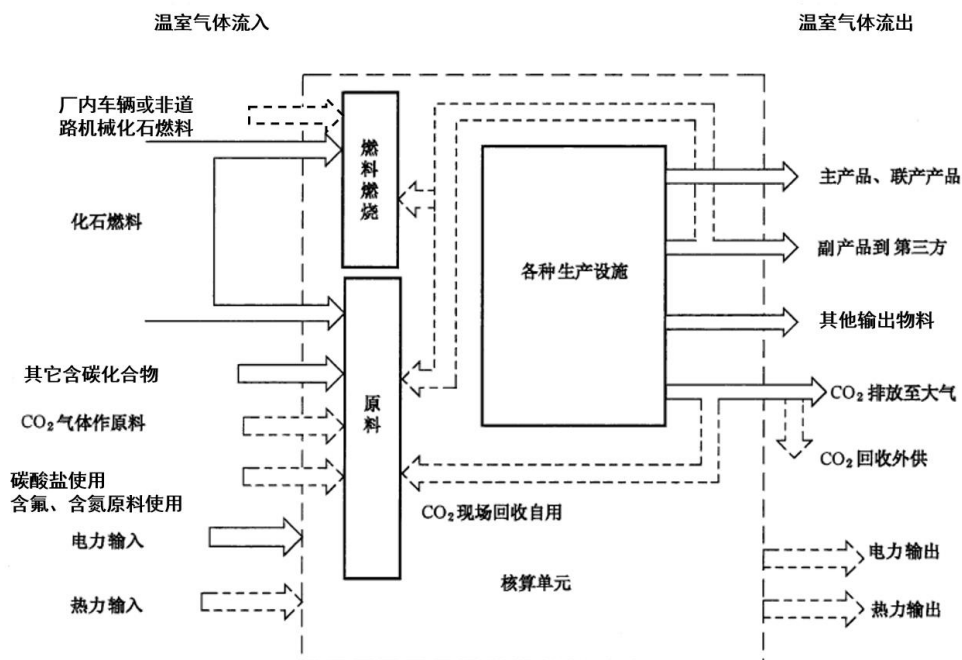 温室气体流入
温室气体流出
厂内车辆或非道
路机械化石燃料
燃料燃烧
主产品、联产产品
化石燃料
副产品到第三方
各种生产设施
其他输出物料
其它含碳化合物
原料
CO2排放至大气
CO2气体作原料
CO2回收外供
碳酸盐使用
含氟、含氮原料使用
CO2现场回收自用
电力输入
电力输出
核算单元
热力输入
热力输出